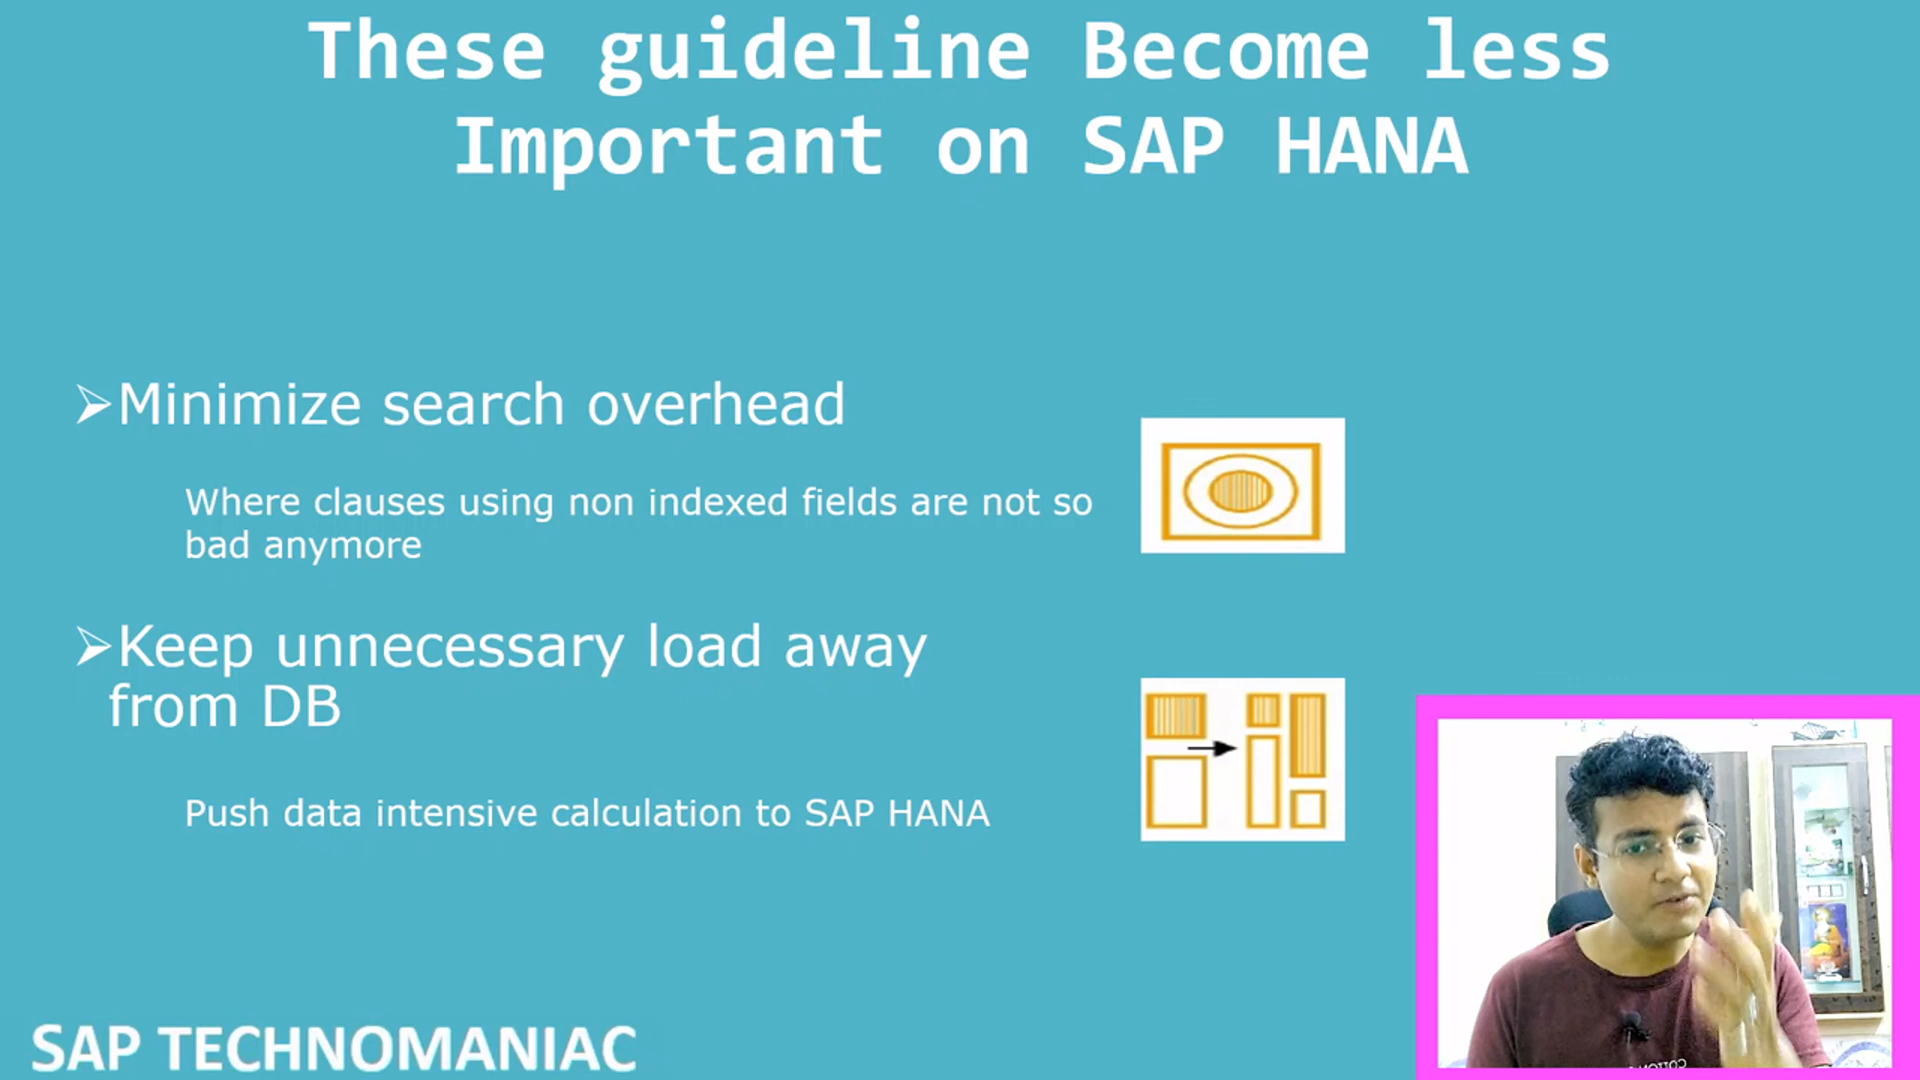 These guideline Become less
Important on SAP HANA
➢Minimize search overhead
Where clauses using non indexed fields are not so
bad anymore
➢Keep unnecessary load away
from DB
Push data intensive calculation to SAP HANA
SAP TECHNOMANIAC